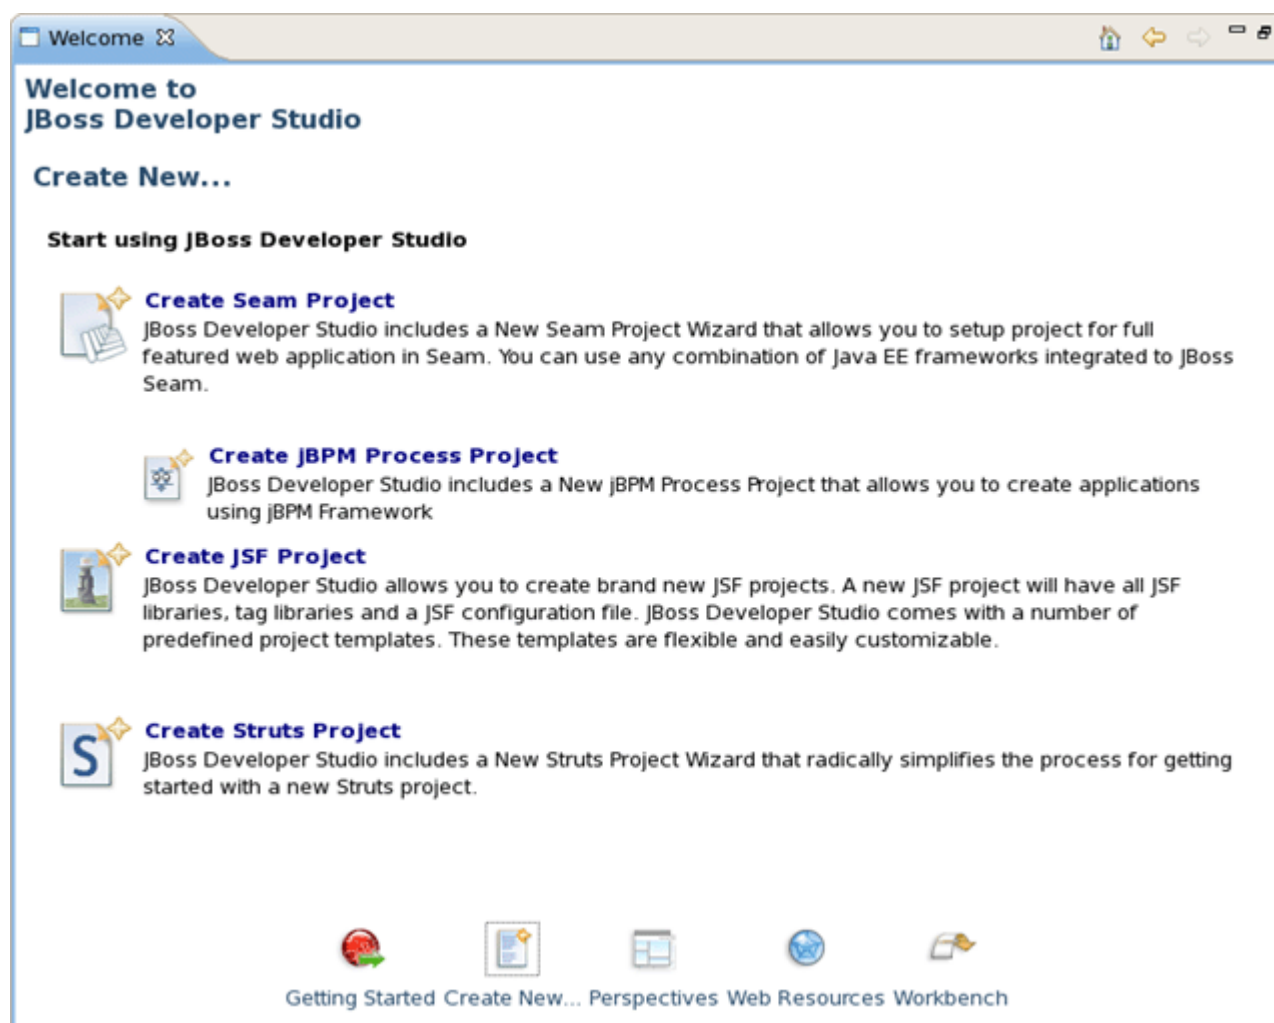 Welcome
Welcome to
JBoss Developer Studio
Create New...
Start using JBoss Developer Studio
Create Seam Project
JBoss Developer Studio includes a New Seam Project Wizard that allows you to setup project for full
featured web application in Seam. You can use any combination of Java EE frameworks integrated to JBoss
Seam.
Create jBPM Process Project
JBoss Developer Studio includes a New jBPM Process Project that allows you to create applications
using jBPM Framework
Create JSF Project
JBoss Developer Studio allows you to create brand new JSF projects. A new JSF project will have all JSF
libraries, tag libraries and a JSF configuration file. JBoss Developer Studio comes with a number of
predefined project templates. These templates are flexible and easily customizable.
S
Create Struts Project
JBoss Developer Studio includes a New Struts Project Wizard that radically simplifies the process for getting
started with a new Struts project.
Getting Started Create New... Perspectives Web Resources Workbench